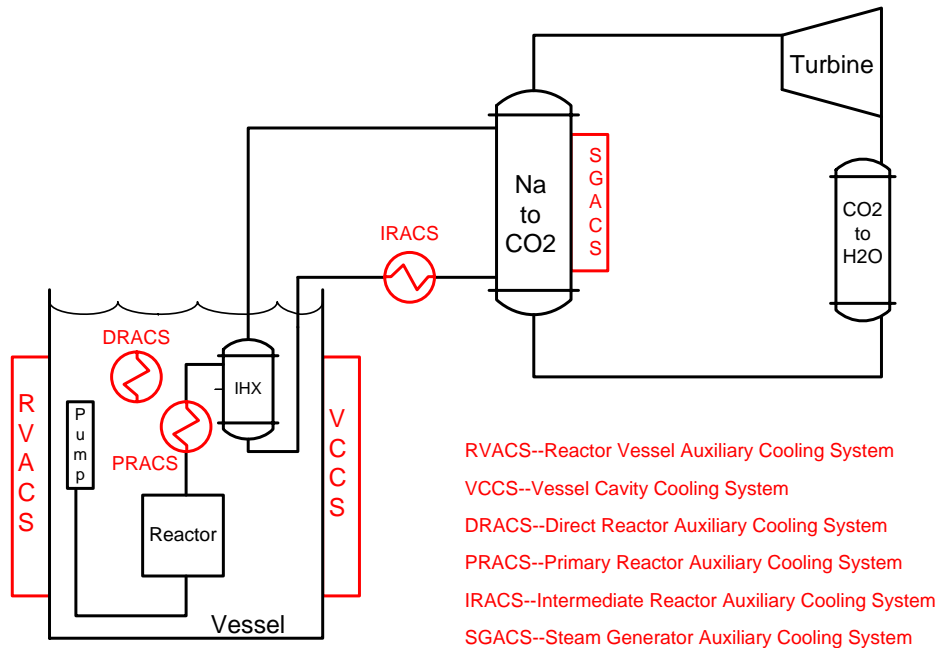 Turbine
Na
to
CO2
SGACS
CO2
to
H2O
IRACS
DRACS
IHX
RVACS
Pump
PRACS
VCCS
Reactor
Vessel
RVACS--Reactor Vessel Auxiliary Cooling System
VCCS--Vessel Cavity Cooling System
DRACS--Direct Reactor Auxiliary Cooling System
PRACS--Primary Reactor Auxiliary Cooling System
IRACS--Intermediate Reactor Auxiliary Cooling System
SGACS--Steam Generator Auxiliary Cooling System